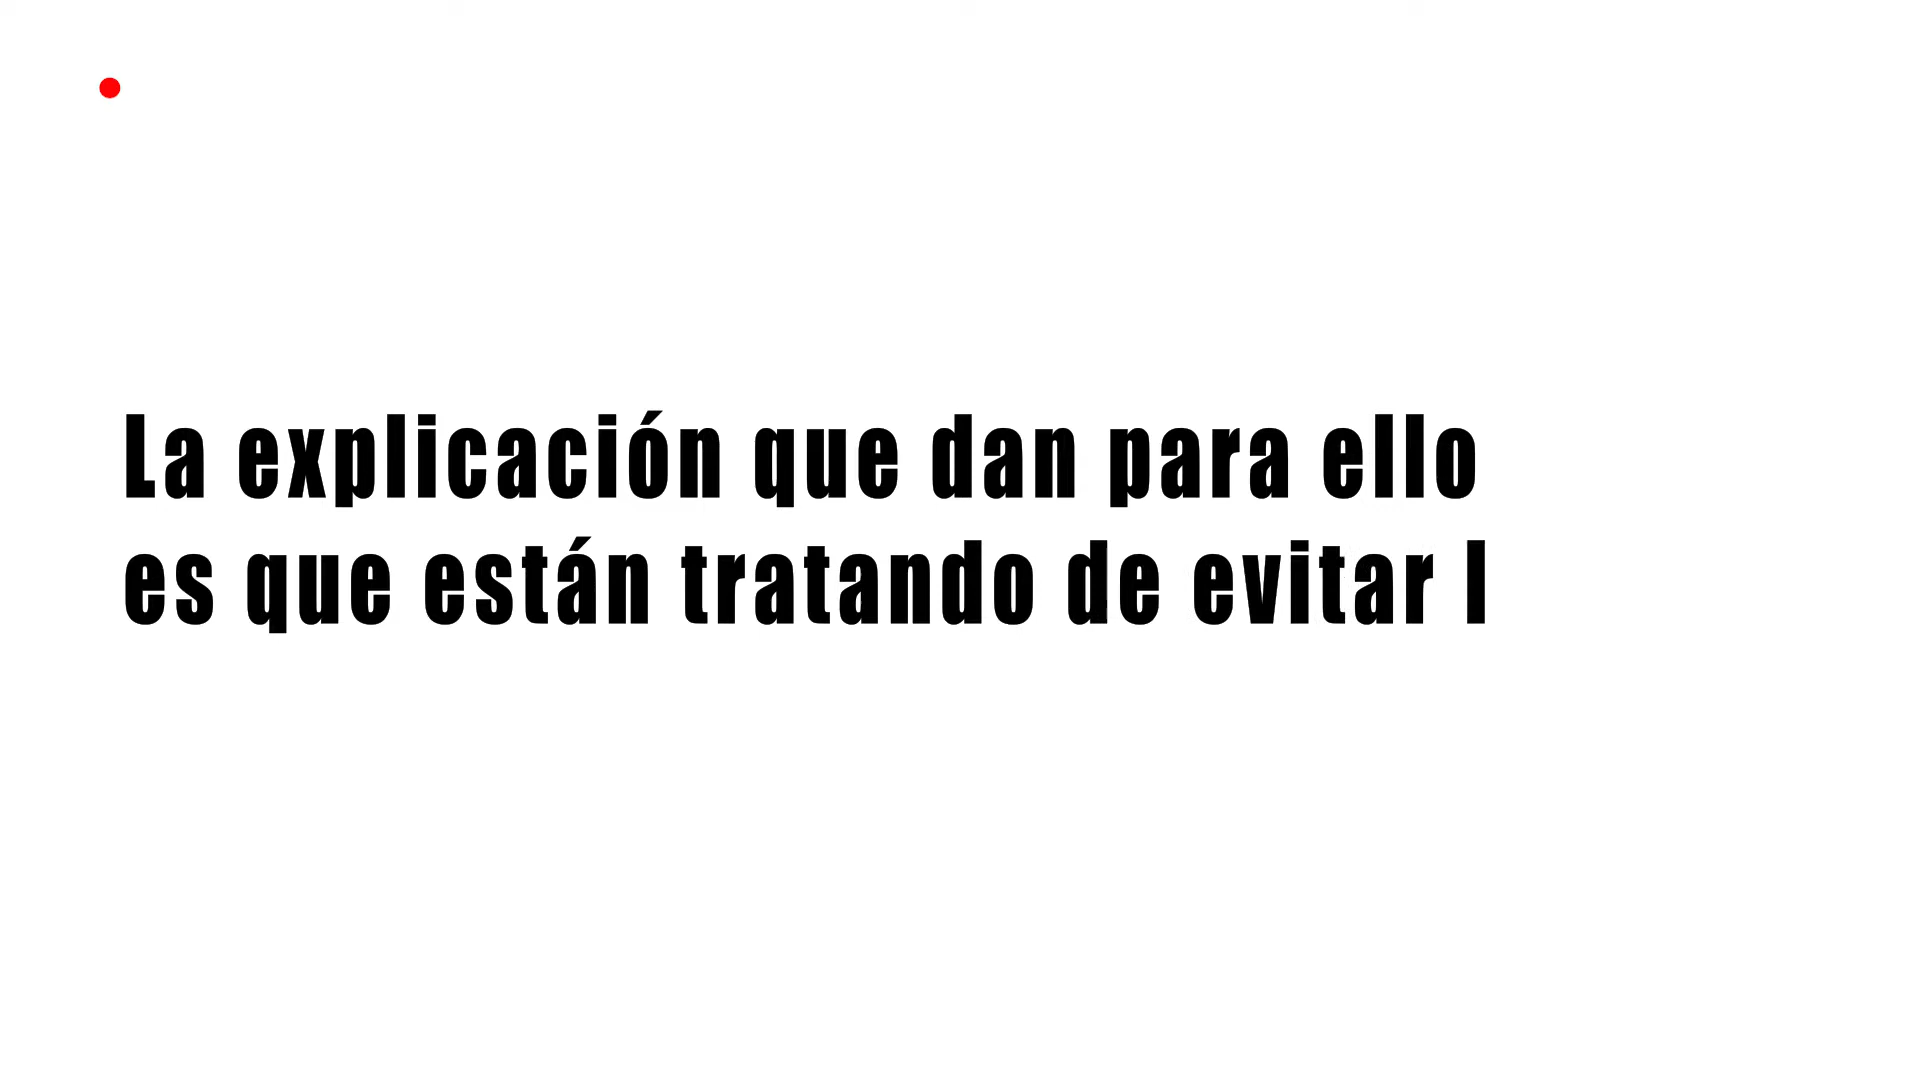 La explicación que dan para ello
es que están tratando de evitar l